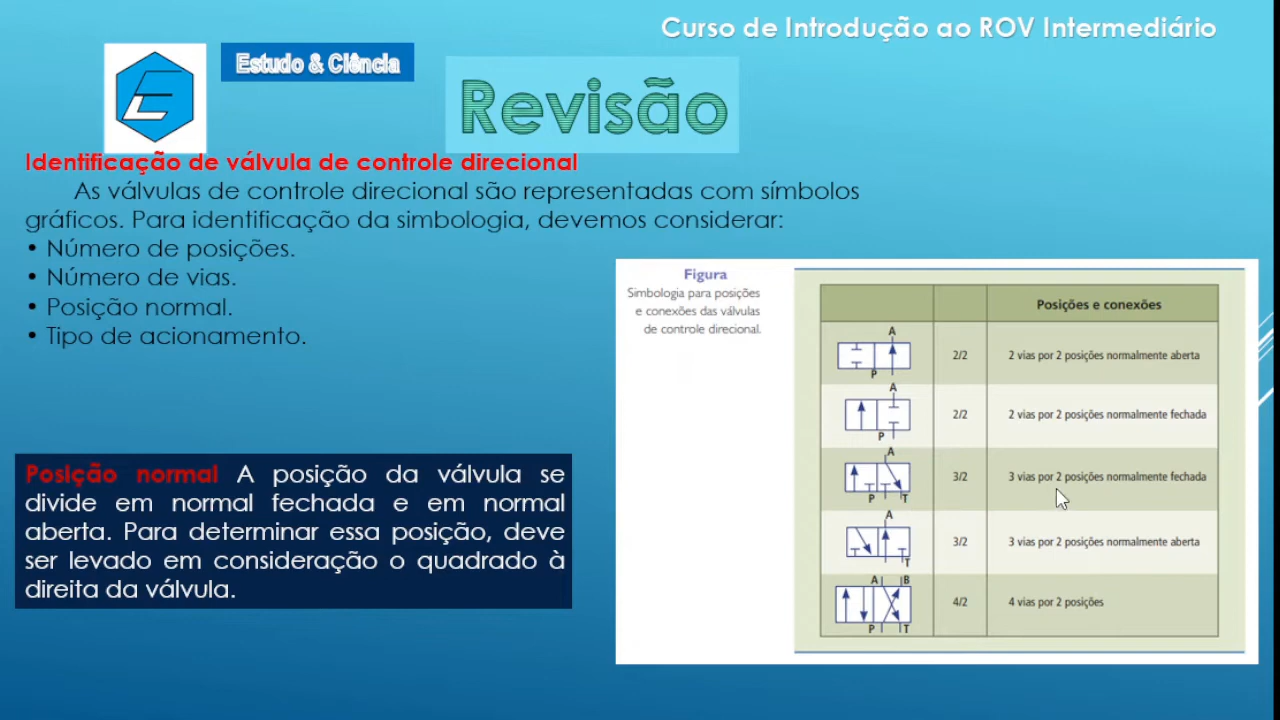 Curso de Introdução ao ROV Intermediário
Estudo & Ciência
Revisão
Identificação de válvula de controle direcional
As válvulas de controle direcional são representadas com símbolos
gráficos. Para identificação da simbologia, devemos considerar:
• Número de posições.
• Número de vias.
• Posição normal.
• Tipo de acionamento.
Posição normal A posição da válvula se
divide em normal fechada e em normal
aberta. Para determinar essa posição, deve
ser levado em consideração o quadrado à
direita da válvula.
Figura
Simbologia para posições
e conexões das válvulas
de controle direcional.
Posições e conexões
A
P
2/2 2 vias por 2 posições normalmente aberta
A
P
2/2 2 vias por 2 posições normalmente fechada
A
P T
3/2 3 vias por 2 posições normalmente fechada
A
T
3/2 3 vias por 2 posições normalmente aberta
A B
P T
4/2 4 vias por 2 posições